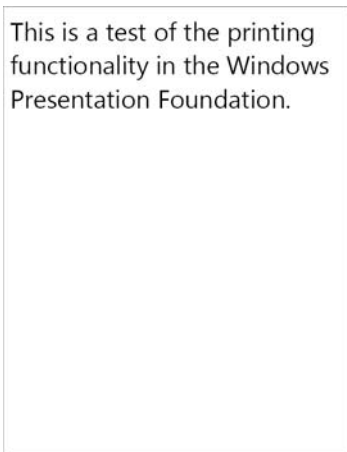 This is a test of the printing
functionality in the Windows
Presentation Foundation.